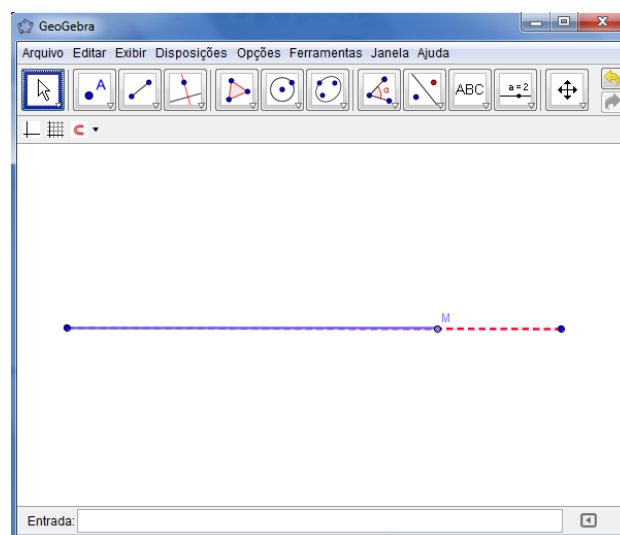 GeoGebra
Arquivo Editar Exibir Disposições Opções Ferramentas Janela Ajuda
A α ABC a=2
M
Entrada: